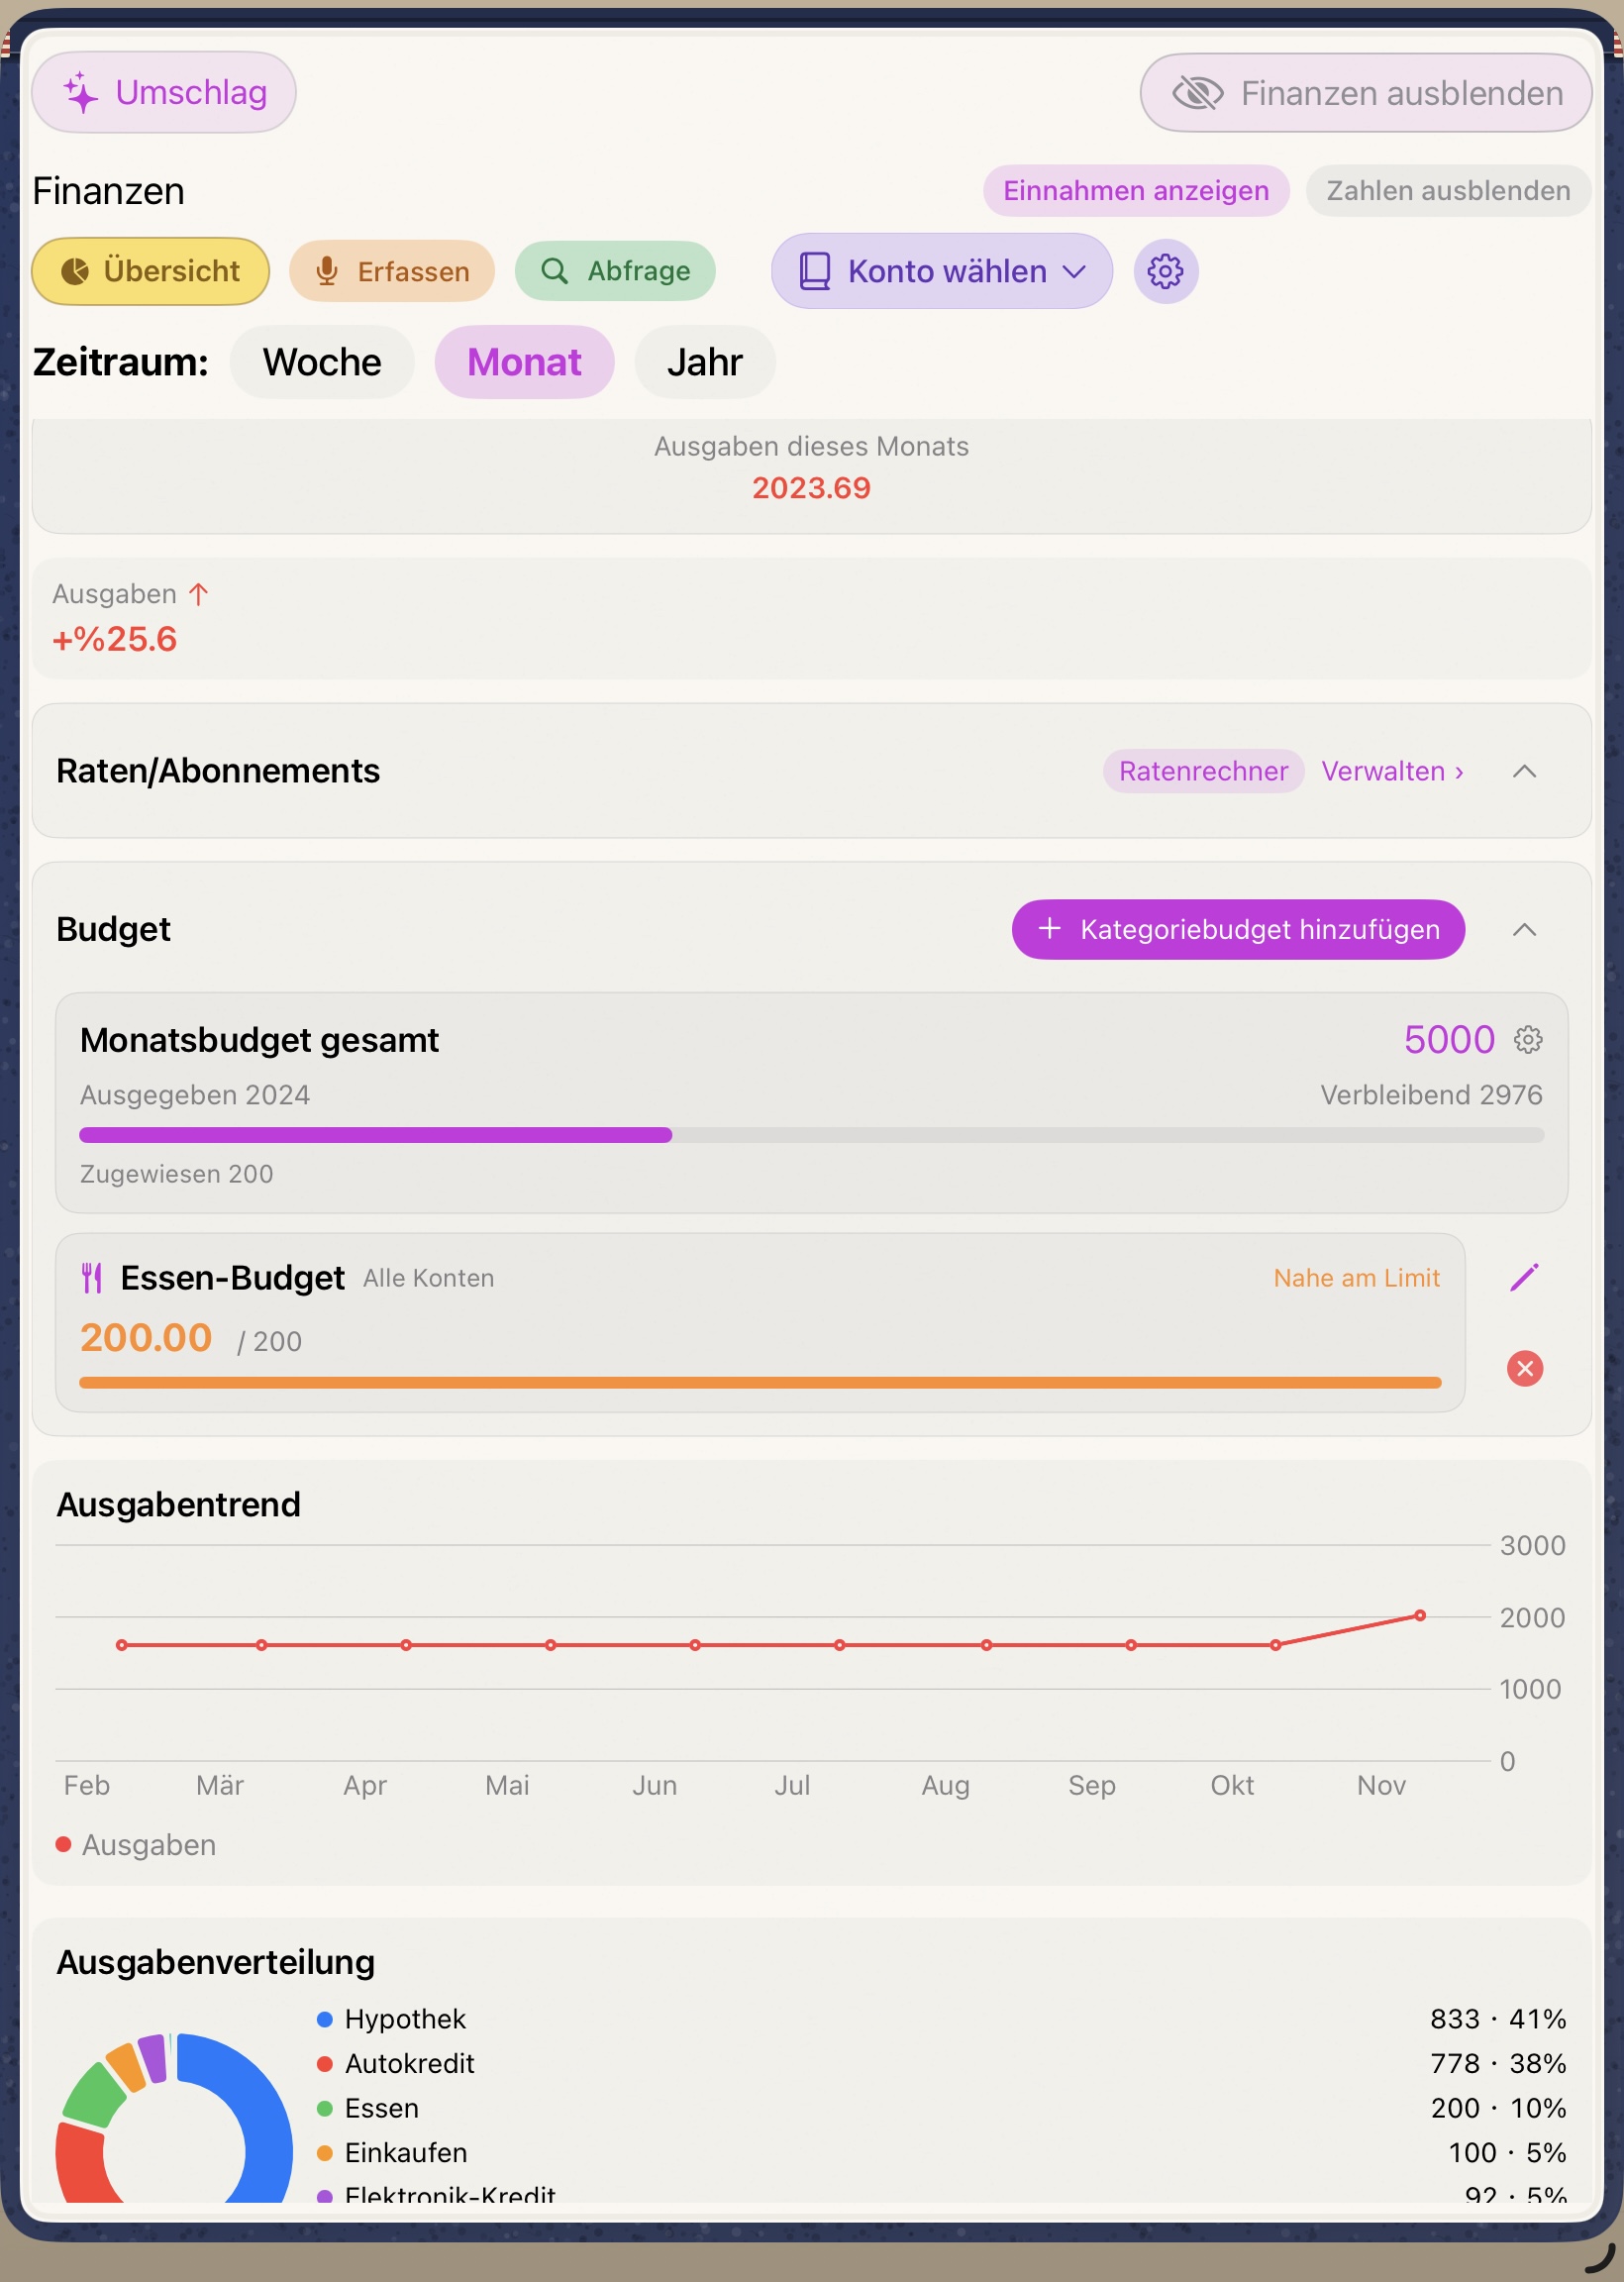 Umschlag
Finanzen ausblenden
Finanzen
Einnahmen anzeigen
Zahlen ausblenden
Übersicht
Erfassen
Abfrage
Konto wählen
Zeitraum:
Woche
Monat
Jahr
Ausgaben dieses Monats
2023.69
Ausgaben ↑
+%25.6
Raten/Abonnements
Ratenrechner
Verwalten ›
Budget
+ Kategoriebudget hinzufügen
Monatsbudget gesamt
5000
Ausgegeben 2024
Verbleibend 2976
Zugewiesen 200
Essen-Budget Alle Konten
Nahe am Limit
200.00 / 200
Ausgabentrend
3000
2000
1000
0
Feb Mär Apr Mai Jun Jul Aug Sep Okt Nov
Ausgaben
Ausgabenverteilung
Hypothek 833 · 41%
Autokredit 778 · 38%
Essen 200 · 10%
Einkaufen 100 · 5%
Elektronik-Kredit 92 · 5%